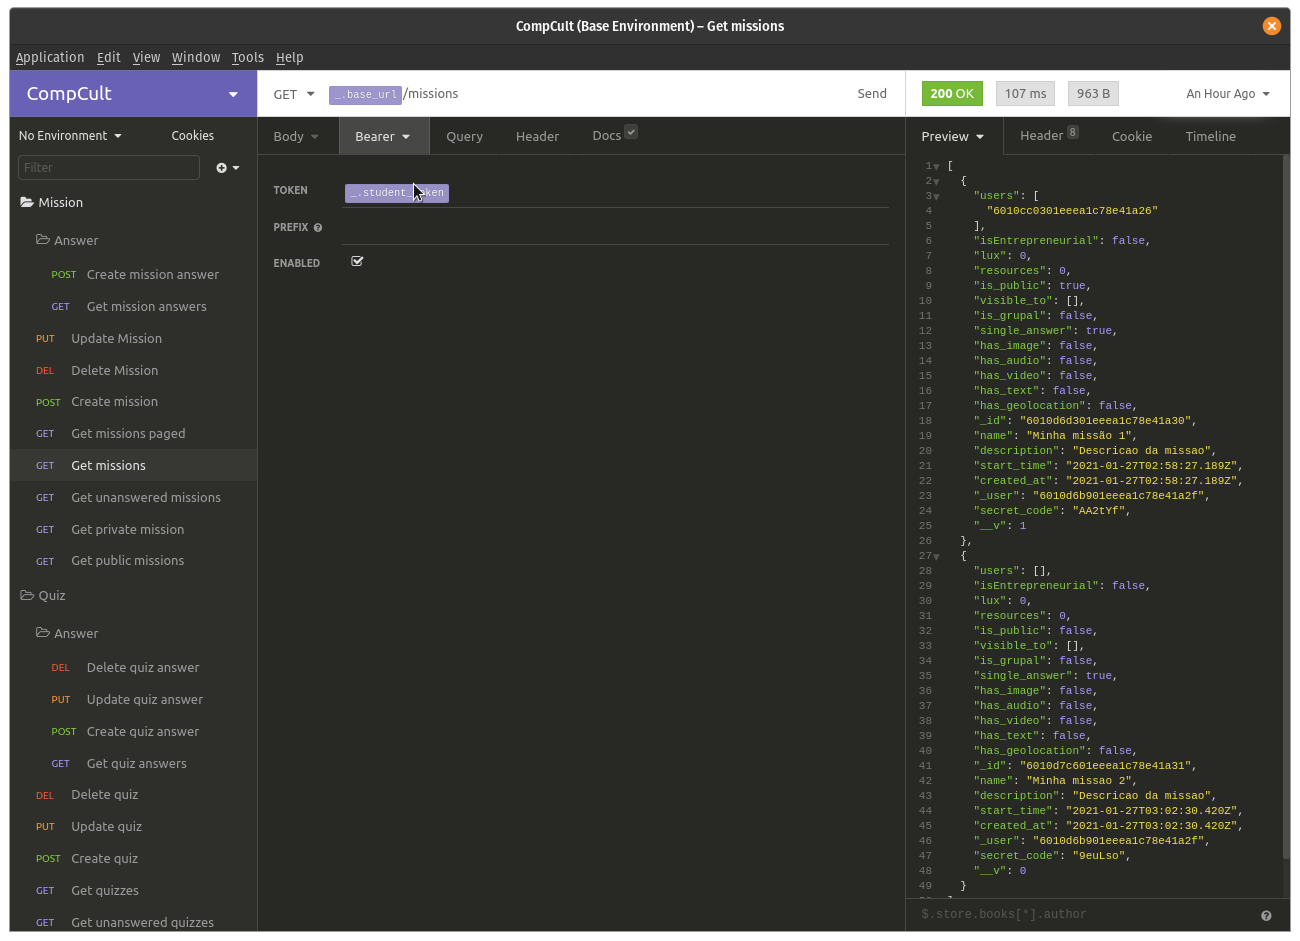 CompCult (Base Environment) – Get missions
Application Edit View Window Tools Help
CompCult
GET _.base_url /missions Send
200 OK 107 ms 963 B An Hour Ago
No Environment Cookies
Filter
Mission
Answer
POST Create mission answer
GET Get mission answers
PUT Update Mission
DEL Delete Mission
POST Create mission
GET Get missions paged
GET Get missions
GET Get unanswered missions
GET Get private mission
GET Get public missions
Quiz
Answer
DEL Delete quiz answer
PUT Update quiz answer
POST Create quiz answer
GET Get quiz answers
DEL Delete quiz
PUT Update quiz
POST Create quiz
GET Get quizzes
GET Get unanswered quizzes
Body Bearer Query Header Docs
TOKEN _.student_token
PREFIX
ENABLED
Preview Header 8 Cookie Timeline
1 [
2 {
3 "users": [
4 "6010cc0301eeea1c78e41a26"
5 ],
6 "isEntrepreneurial": false,
7 "lux": 0,
8 "resources": 0,
9 "is_public": true,
10 "visible_to": [],
11 "is_grupal": false,
12 "single_answer": true,
13 "has_image": false,
14 "has_audio": false,
15 "has_video": false,
16 "has_text": false,
17 "has_geolocation": false,
18 "_id": "6010d6d301eeea1c78e41a30",
19 "name": "Minha missão 1",
20 "description": "Descricao da missao",
21 "start_time": "2021-01-27T02:58:27.189Z",
22 "created_at": "2021-01-27T02:58:27.189Z",
23 "_user": "6010d6b901eeea1c78e41a2f",
24 "secret_code": "AA2tYf",
25 "__v": 1
26 },
27 {
28 "users": [],
29 "isEntrepreneurial": false,
30 "lux": 0,
31 "resources": 0,
32 "is_public": false,
33 "visible_to": [],
34 "is_grupal": false,
35 "single_answer": true,
36 "has_image": false,
37 "has_audio": false,
38 "has_video": false,
39 "has_text": false,
40 "has_geolocation": false,
41 "_id": "6010d7c601eeea1c78e41a31",
42 "name": "Minha missao 2",
43 "description": "Descricao da missao",
44 "start_time": "2021-01-27T03:02:30.420Z",
45 "created_at": "2021-01-27T03:02:30.420Z",
46 "_user": "6010d6b901eeea1c78e41a2f",
47 "secret_code": "9euLso",
48 "__v": 0
49 }
$.store.books[*].author